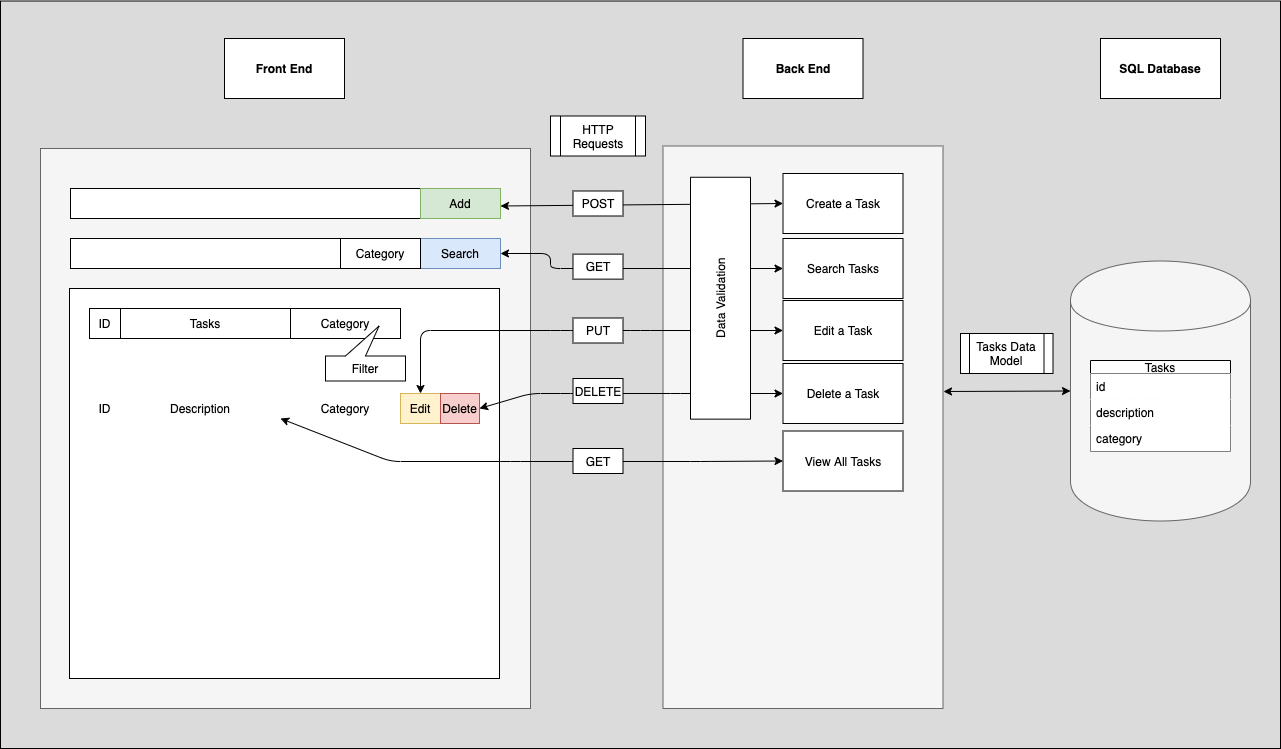 Front End
Back End
SQL Database
HTTP
Requests
Add
POST
Create a Task
Category
Search
GET
Search Tasks
Data Validation
ID
Tasks
Category
PUT
Edit a Task
Filter
Tasks Data
Model
Tasks
id
description
category
ID
Description
Category
Edit
Delete
DELETE
Delete a Task
GET
View All Tasks